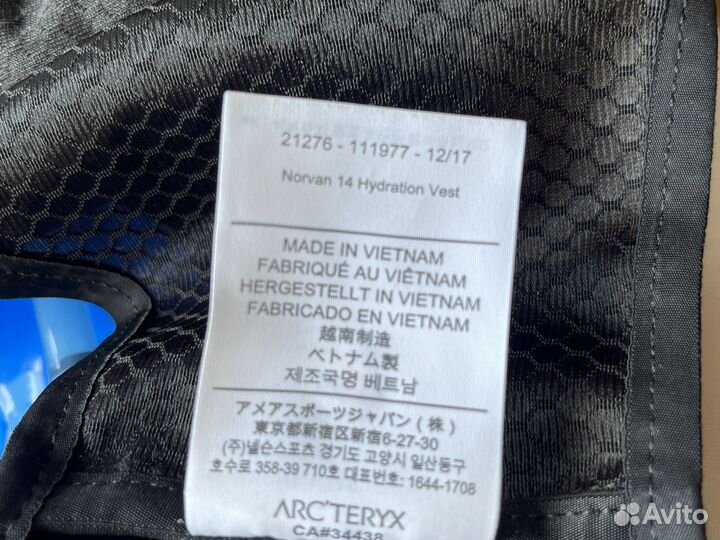 21276 - 111977 - 12/17
Norvan 14 Hydration Vest
MADE IN VIETNAM
FABRIQUÉ AU VIÊTNAM
HERGESTELLT IN VIETNAM
FABRICADO EN VIETNAM
越南制造
ベトナム製
제조국명 베트남
アメアスポーツジャパン (株)
東京都新宿区新宿6-27-30
(주)넬슨스포츠 경기도 고양시 일산동구
호수로 358-39 710호 대표번호: 1644-1708
ARC'TERYX
CA#34438
Avito